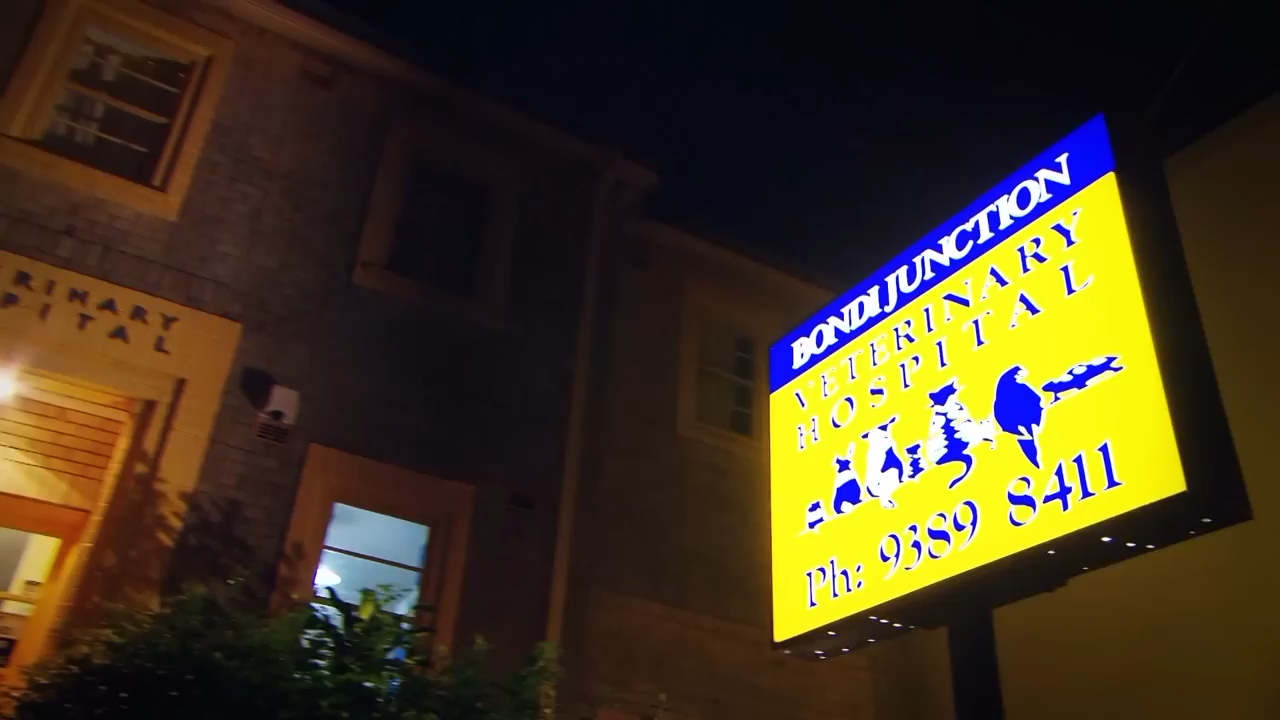 RINARY
PITAL
BONDI JUNCTION
VETERINARY
HOSPITAL
Ph: 9389 8411